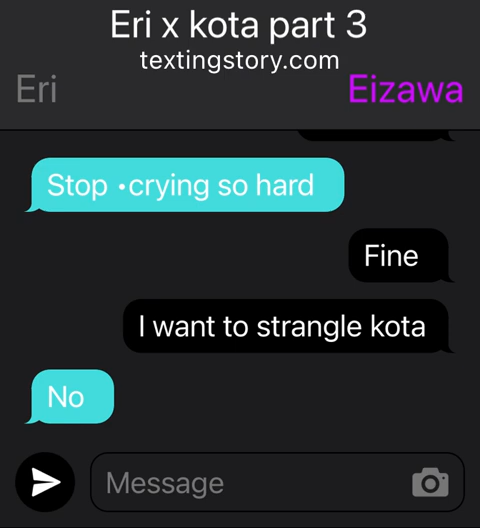 Eri x kota part 3
textingstory.com
Eri
Eizawa
Stop •crying so hard
Fine
I want to strangle kota
No
Message